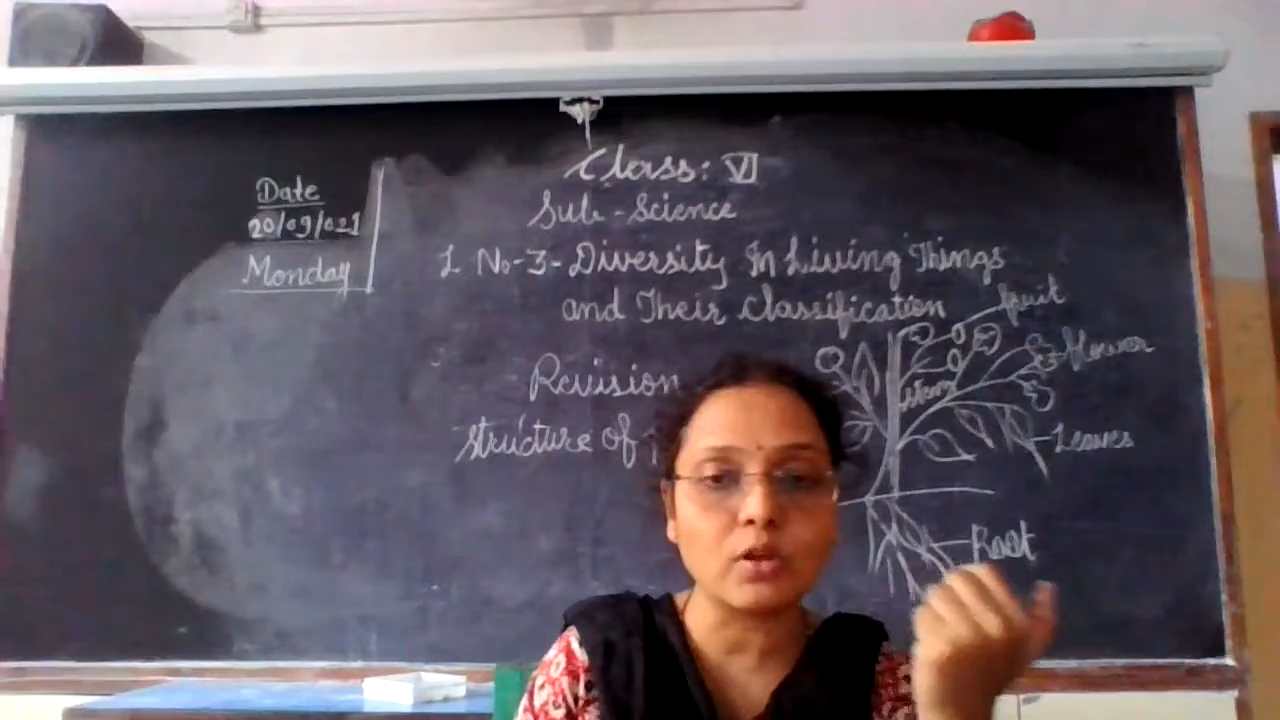 Date
20/09/021
Monday
Class: VI
Sub - Science
L No-3-Diversity In Living Things
and Their Classification
Revision
Structure of
fruit
flower
stem
Leaves
Root